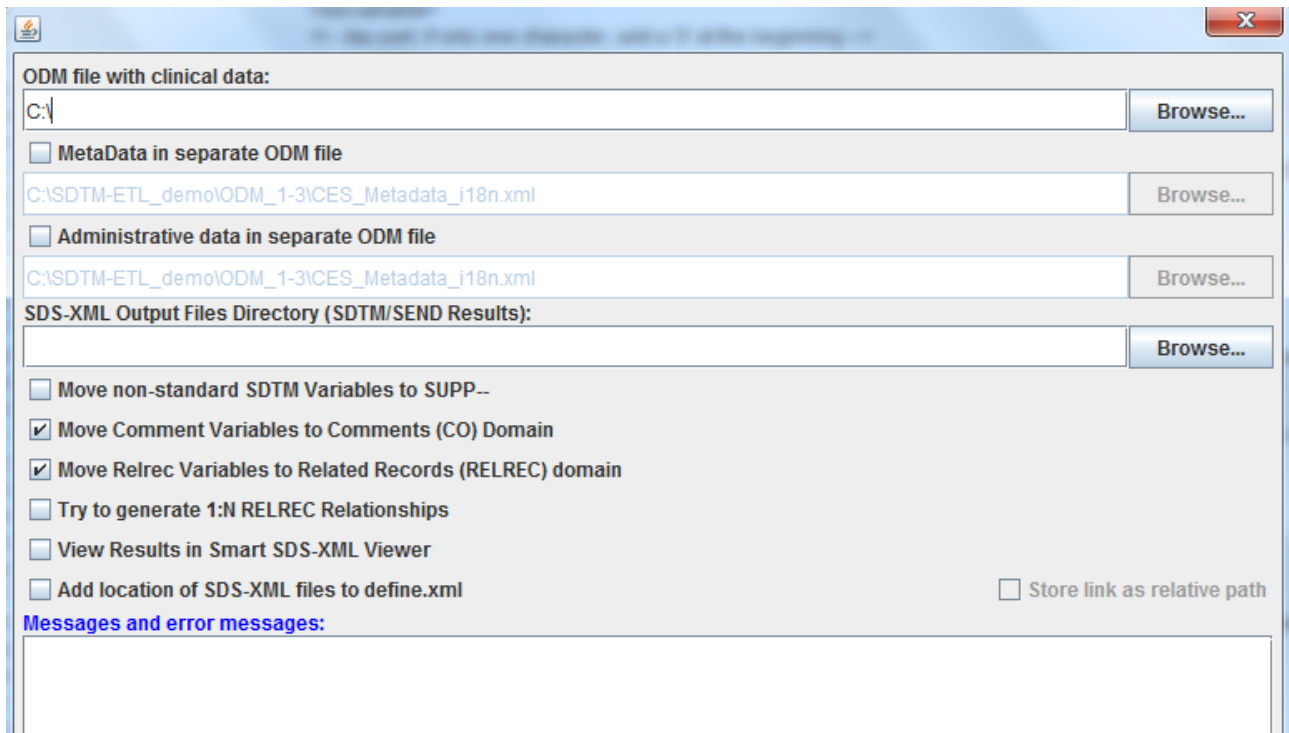 ODM file with clinical data:
C:\
Browse...
MetaData in separate ODM file
C:\SDTM-ETL_demo\ODM_1-3\CES_Metadata_i18n.xml
Browse...
Administrative data in separate ODM file
C:\SDTM-ETL_demo\ODM_1-3\CES_Metadata_i18n.xml
Browse...
SDS-XML Output Files Directory (SDTM/SEND Results):
Browse...
Move non-standard SDTM Variables to SUPP--
Move Comment Variables to Comments (CO) Domain
Move Relrec Variables to Related Records (RELREC) domain
Try to generate 1:N RELREC Relationships
View Results in Smart SDS-XML Viewer
Add location of SDS-XML files to define.xml
Store link as relative path
Messages and error messages: